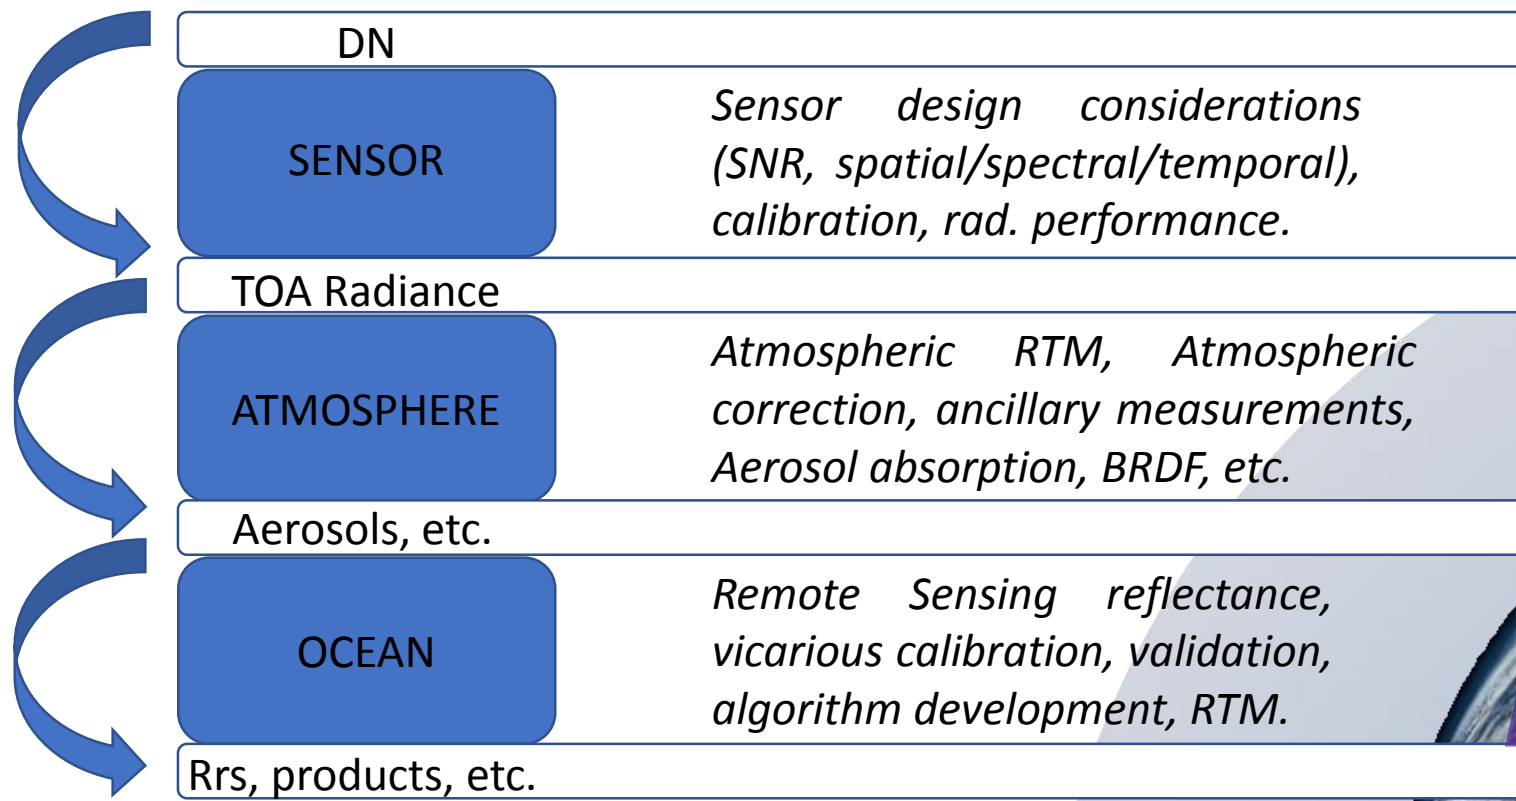 DN
SENSOR
Sensor design considerations
(SNR, spatial/spectral/temporal),
calibration, rad. performance.
TOA Radiance
ATMOSPHERE
Atmospheric RTM, Atmospheric
correction, ancillary measurements,
Aerosol absorption, BRDF, etc.
Aerosols, etc.
OCEAN
Remote Sensing reflectance,
vicarious calibration, validation,
algorithm development, RTM.
Rrs, products, etc.